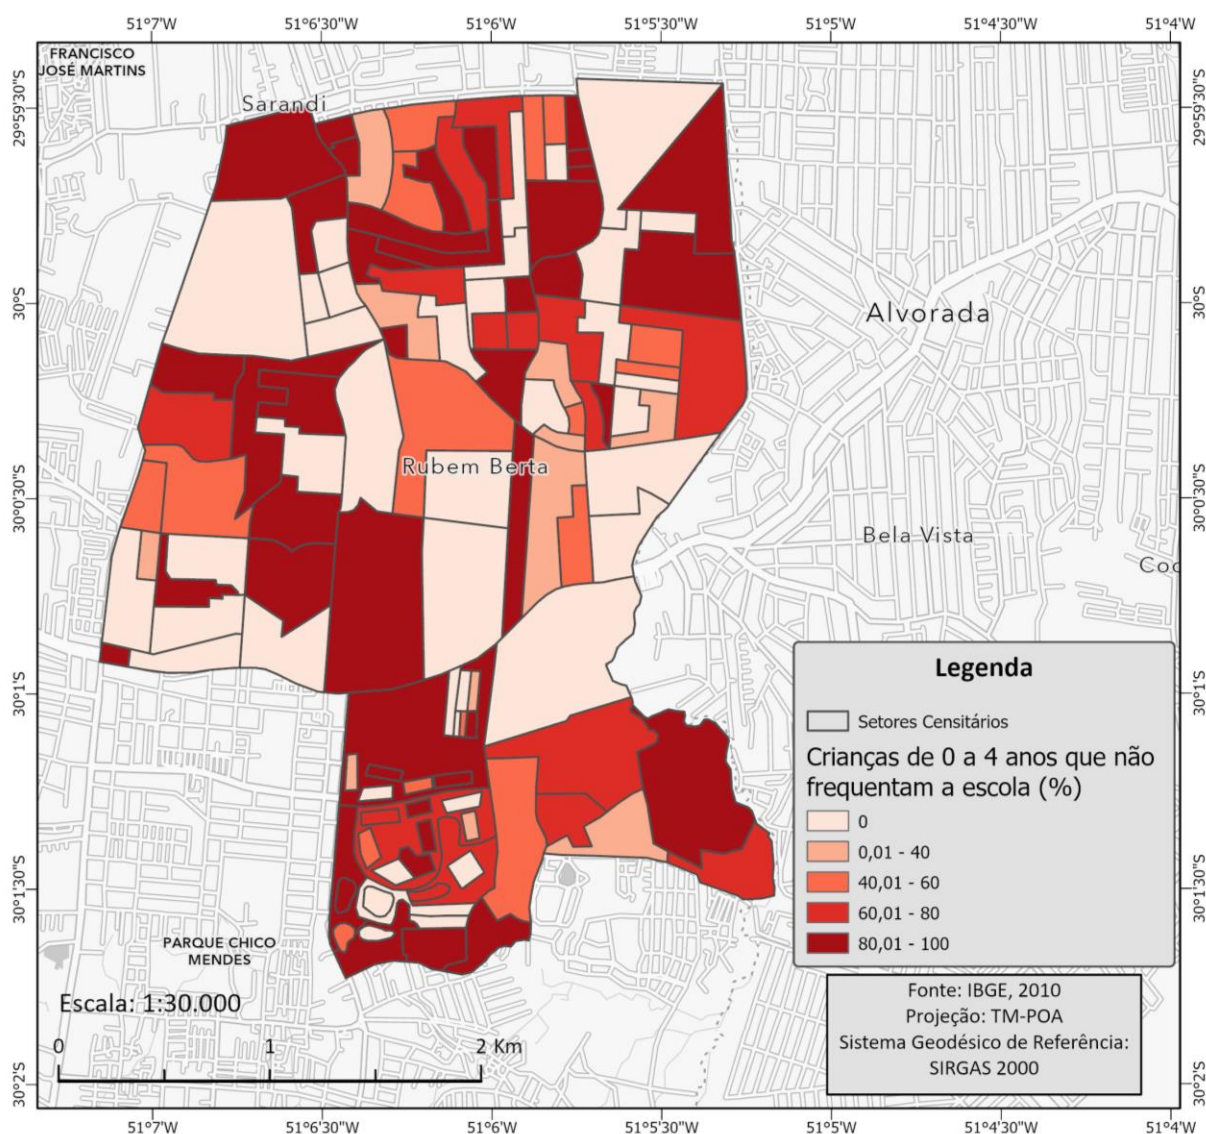 51°7'W 51°6'30"W 51°6'W 51°5'30"W 51°5'W 51°4'30"W 51°4'W
FRANCISCO
JOSÉ MARTINS
Sarandi
29°59'30"S 29°59'30"S
30°S 30°S
Alvorada
Rubem Berta
30°0'30"S 30°0'30"S
Bela Vista
Coc
Legenda
30°1'S 30°1'S
Setores Censitários
Crianças de 0 a 4 anos que não
frequentam a escola (%)
0
0,01 - 40
40,01 - 60
60,01 - 80
80,01 - 100
30°1'30"S 30°1'30"S
PARQUE CHICO
MENDES
Escala: 1:30.000
0 1 2 Km
Fonte: IBGE, 2010
Projeção: TM-POA
Sistema Geodésico de Referência:
SIRGAS 2000
30°2'S 30°2'S
51°7'W 51°6'30"W 51°6'W 51°5'30"W 51°5'W 51°4'30"W 51°4'W